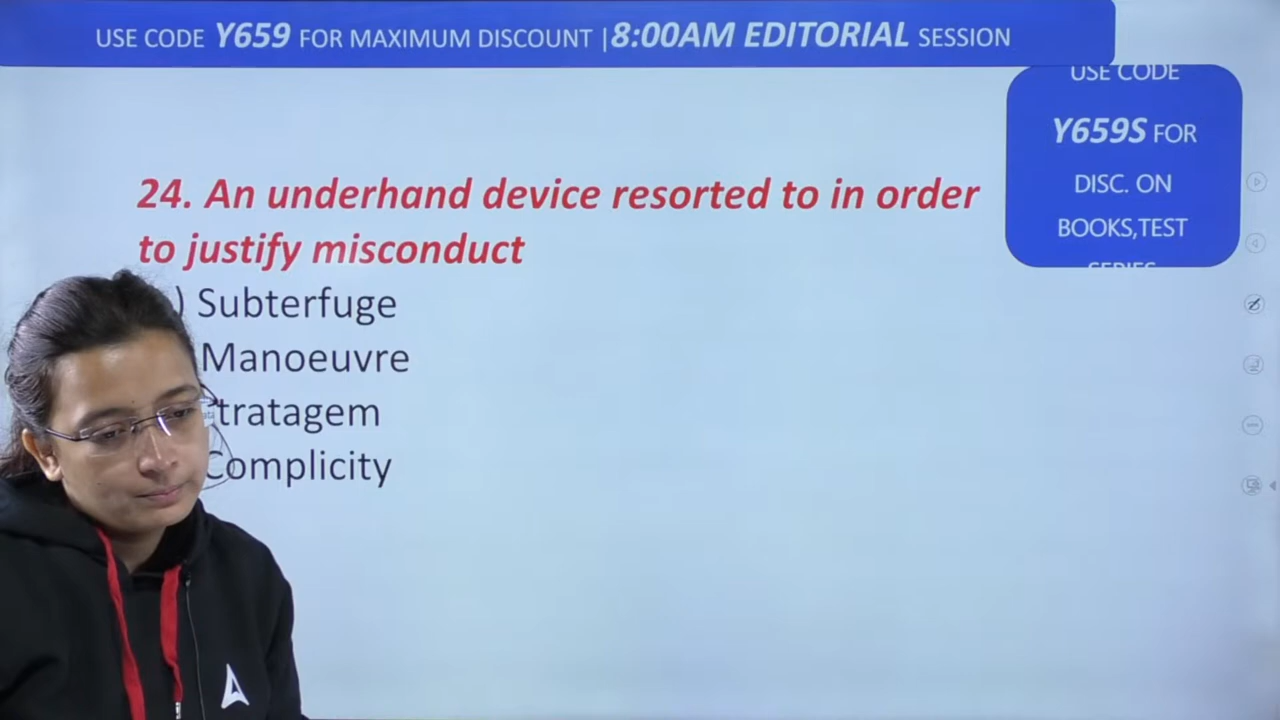 USE CODE Y659 FOR MAXIMUM DISCOUNT |8:00AM EDITORIAL SESSION
USE CODE
Y659S FOR
DISC. ON
BOOKS,TEST
SERIES
24. An underhand device resorted to in order
to justify misconduct
) Subterfuge
Manoeuvre
tratagem
Complicity